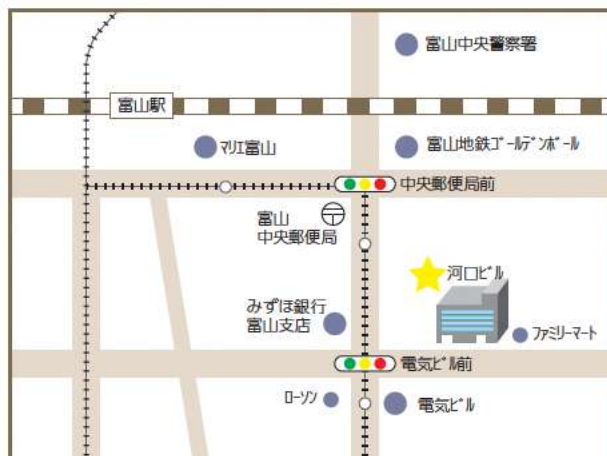 富山中央警察署
富山駅
マリエ富山
富山地鉄ゴールデンボール
中央郵便局前
富山
中央郵便局
河口ビル
みずほ銀行
富山支店
ファミリーマート
電気ビル前
ローソン
電気ビル